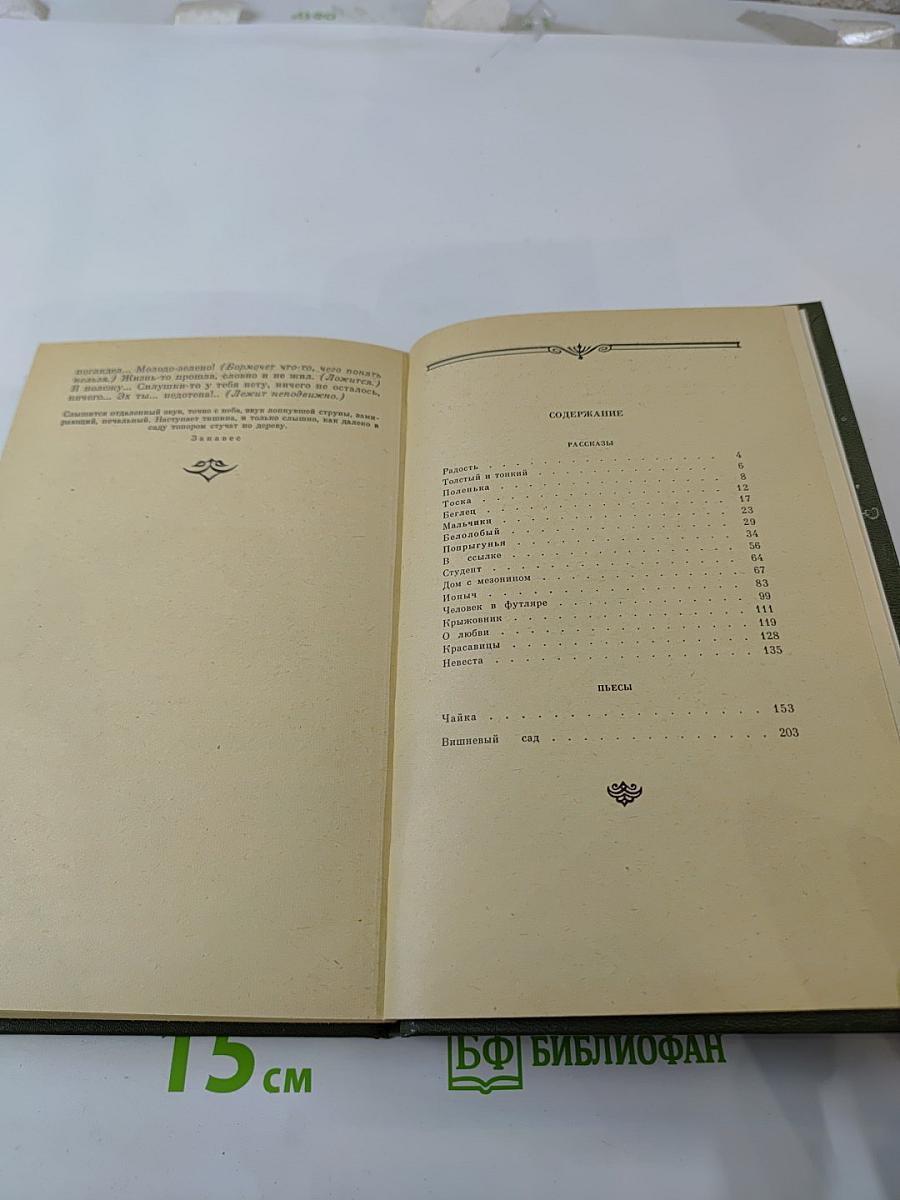 поглядел... Молодо-зелено! (Бормочет что-то, чего понять
нельзя.) Жизнь-то прошла, словно и не жил. (Ложится.)
Я полежу... Силушки-то у тебя нету, ничего не осталось,
ничего... Эх ты... недотепа!.. (Лежит неподвижно.)
Слышится отдаленный звук, точно с неба, звук лопнувшей струны, зами-
рающий, печальный. Наступает тишина, и только слышно, как далеко в
саду топором стучат по дереву.
Занавес
СОДЕРЖАНИЕ
РАССКАЗЫ
Радость . . . . . . . . . . . . . . . . 4
Толстый и тонкий . . . . . . . . . . . . 6
Поленька . . . . . . . . . . . . . . . . 8
Тоска . . . . . . . . . . . . . . . . 12
Беглец . . . . . . . . . . . . . . . . 17
Мальчики . . . . . . . . . . . . . . . . 23
Белолобый . . . . . . . . . . . . . . . 29
Попрыгунья . . . . . . . . . . . . . . . 34
В ссылке . . . . . . . . . . . . . . . 56
Студент . . . . . . . . . . . . . . . . 64
Дом с мезонином . . . . . . . . . . . . 67
Ионыч . . . . . . . . . . . . . . . . 83
Человек в футляре . . . . . . . . . . . 99
Крыжовник . . . . . . . . . . . . . . . 111
О любви . . . . . . . . . . . . . . . . 119
Красавицы . . . . . . . . . . . . . . . 128
Невеста . . . . . . . . . . . . . . . . 135
ПЬЕСЫ
Чайка . . . . . . . . . . . . . . . . 153
Вишневый сад . . . . . . . . . . . . . 203
15 см
БФ БИБЛИОФАН